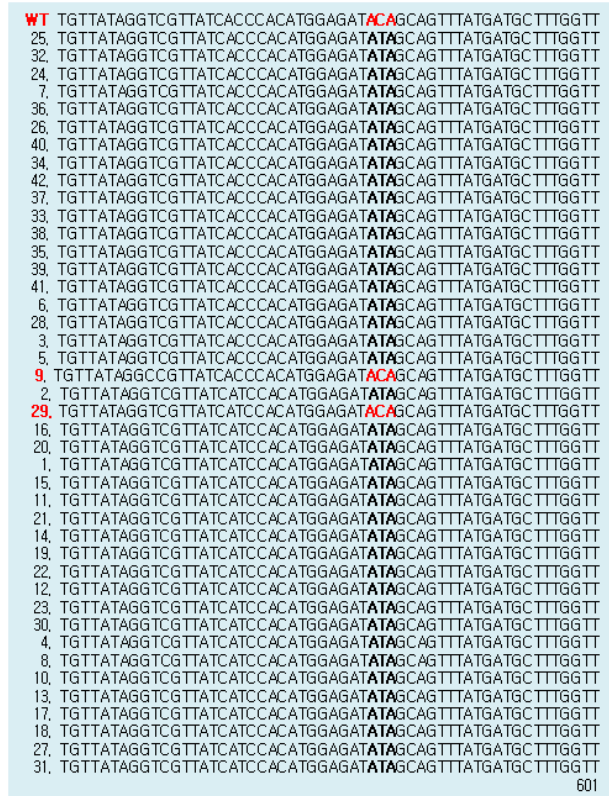 WT TGTTATAGGTCGTTATCACCCACATGGAGATACAGCAGTTTATGATGCTTTGGTT
25, TGTTATAGGTCGTTATCACCCACATGGAGATATAGCAGTTTATGATGCTTTGGTT
32, TGTTATAGGTCGTTATCACCCACATGGAGATATAGCAGTTTATGATGCTTTGGTT
24, TGTTATAGGTCGTTATCACCCACATGGAGATATAGCAGTTTATGATGCTTTGGTT
7, TGTTATAGGTCGTTATCACCCACATGGAGATATAGCAGTTTATGATGCTTTGGTT
36, TGTTATAGGTCGTTATCACCCACATGGAGATATAGCAGTTTATGATGCTTTGGTT
26, TGTTATAGGTCGTTATCACCCACATGGAGATATAGCAGTTTATGATGCTTTGGTT
40, TGTTATAGGTCGTTATCACCCACATGGAGATATAGCAGTTTATGATGCTTTGGTT
34, TGTTATAGGTCGTTATCACCCACATGGAGATATAGCAGTTTATGATGCTTTGGTT
42, TGTTATAGGTCGTTATCACCCACATGGAGATATAGCAGTTTATGATGCTTTGGTT
37, TGTTATAGGTCGTTATCACCCACATGGAGATATAGCAGTTTATGATGCTTTGGTT
33, TGTTATAGGTCGTTATCACCCACATGGAGATATAGCAGTTTATGATGCTTTGGTT
38, TGTTATAGGTCGTTATCACCCACATGGAGATATAGCAGTTTATGATGCTTTGGTT
35, TGTTATAGGTCGTTATCACCCACATGGAGATATAGCAGTTTATGATGCTTTGGTT
39, TGTTATAGGTCGTTATCACCCACATGGAGATATAGCAGTTTATGATGCTTTGGTT
41, TGTTATAGGTCGTTATCACCCACATGGAGATATAGCAGTTTATGATGCTTTGGTT
6, TGTTATAGGTCGTTATCACCCACATGGAGATATAGCAGTTTATGATGCTTTGGTT
28, TGTTATAGGTCGTTATCACCCACATGGAGATATAGCAGTTTATGATGCTTTGGTT
3, TGTTATAGGTCGTTATCACCCACATGGAGATATAGCAGTTTATGATGCTTTGGTT
5, TGTTATAGGTCGTTATCACCCACATGGAGATATAGCAGTTTATGATGCTTTGGTT
9, TGTTATAGGCCGTTATCACCCACATGGAGATACAGCAGTTTATGATGCTTTGGTT
2, TGTTATAGGTCGTTATCATCCACATGGAGATATAGCAGTTTATGATGCTTTGGTT
29, TGTTATAGGTCGTTATCATCCACATGGAGATACAGCAGTTTATGATGCTTTGGTT
16, TGTTATAGGTCGTTATCATCCACATGGAGATATAGCAGTTTATGATGCTTTGGTT
20, TGTTATAGGTCGTTATCATCCACATGGAGATATAGCAGTTTATGATGCTTTGGTT
1, TGTTATAGGTCGTTATCATCCACATGGAGATATAGCAGTTTATGATGCTTTGGTT
15, TGTTATAGGTCGTTATCATCCACATGGAGATATAGCAGTTTATGATGCTTTGGTT
11, TGTTATAGGTCGTTATCATCCACATGGAGATATAGCAGTTTATGATGCTTTGGTT
21, TGTTATAGGTCGTTATCATCCACATGGAGATATAGCAGTTTATGATGCTTTGGTT
14, TGTTATAGGTCGTTATCATCCACATGGAGATATAGCAGTTTATGATGCTTTGGTT
19, TGTTATAGGTCGTTATCATCCACATGGAGATATAGCAGTTTATGATGCTTTGGTT
22, TGTTATAGGTCGTTATCATCCACATGGAGATATAGCAGTTTATGATGCTTTGGTT
12, TGTTATAGGTCGTTATCATCCACATGGAGATATAGCAGTTTATGATGCTTTGGTT
23, TGTTATAGGTCGTTATCATCCACATGGAGATATAGCAGTTTATGATGCTTTGGTT
30, TGTTATAGGTCGTTATCATCCACATGGAGATATAGCAGTTTATGATGCTTTGGTT
4, TGTTATAGGTCGTTATCATCCACATGGAGATATAGCAGTTTATGATGCTTTGGTT
8, TGTTATAGGTCGTTATCATCCACATGGAGATATAGCAGTTTATGATGCTTTGGTT
10, TGTTATAGGTCGTTATCATCCACATGGAGATATAGCAGTTTATGATGCTTTGGTT
13, TGTTATAGGTCGTTATCATCCACATGGAGATATAGCAGTTTATGATGCTTTGGTT
17, TGTTATAGGTCGTTATCATCCACATGGAGATATAGCAGTTTATGATGCTTTGGTT
18, TGTTATAGGTCGTTATCATCCACATGGAGATATAGCAGTTTATGATGCTTTGGTT
27, TGTTATAGGTCGTTATCATCCACATGGAGATATAGCAGTTTATGATGCTTTGGTT
31, TGTTATAGGTCGTTATCATCCACATGGAGATATAGCAGTTTATGATGCTTTGGTT
601